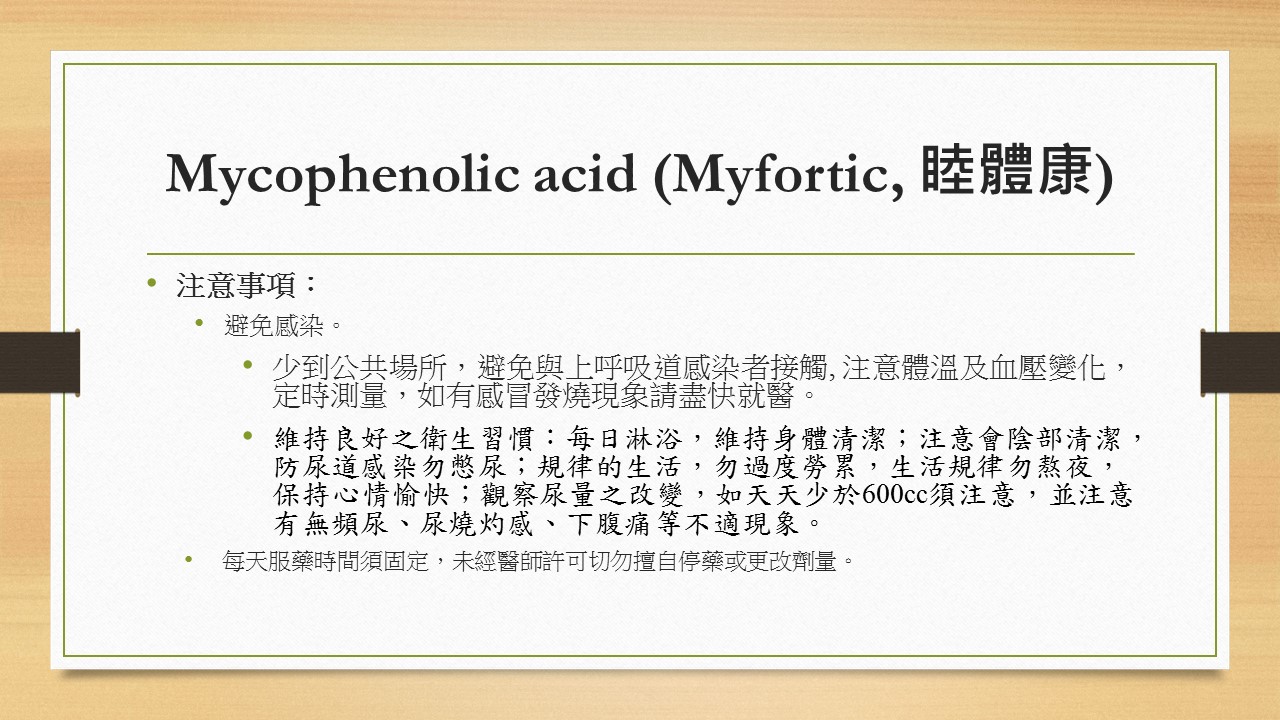 Mycophenolic acid (Myfortic, 睦體康)
• 注意事項：
• 避免感染。
• 少到公共場所，避免與上呼吸道感染者接觸, 注意體溫及血壓變化，
定時測量，如有感冒發燒現象請盡快就醫。
• 維持良好之衛生習慣：每日淋浴，維持身體清潔；注意會陰部清潔，
防尿道感染勿憋尿；規律的生活，勿過度勞累，生活規律勿熬夜，
保持心情愉快；觀察尿量之改變，如天天少於600cc須注意，並注意
有無頻尿、尿燒灼感、下腹痛等不適現象。
• 每天服藥時間須固定，未經醫師許可切勿擅自停藥或更改劑量。